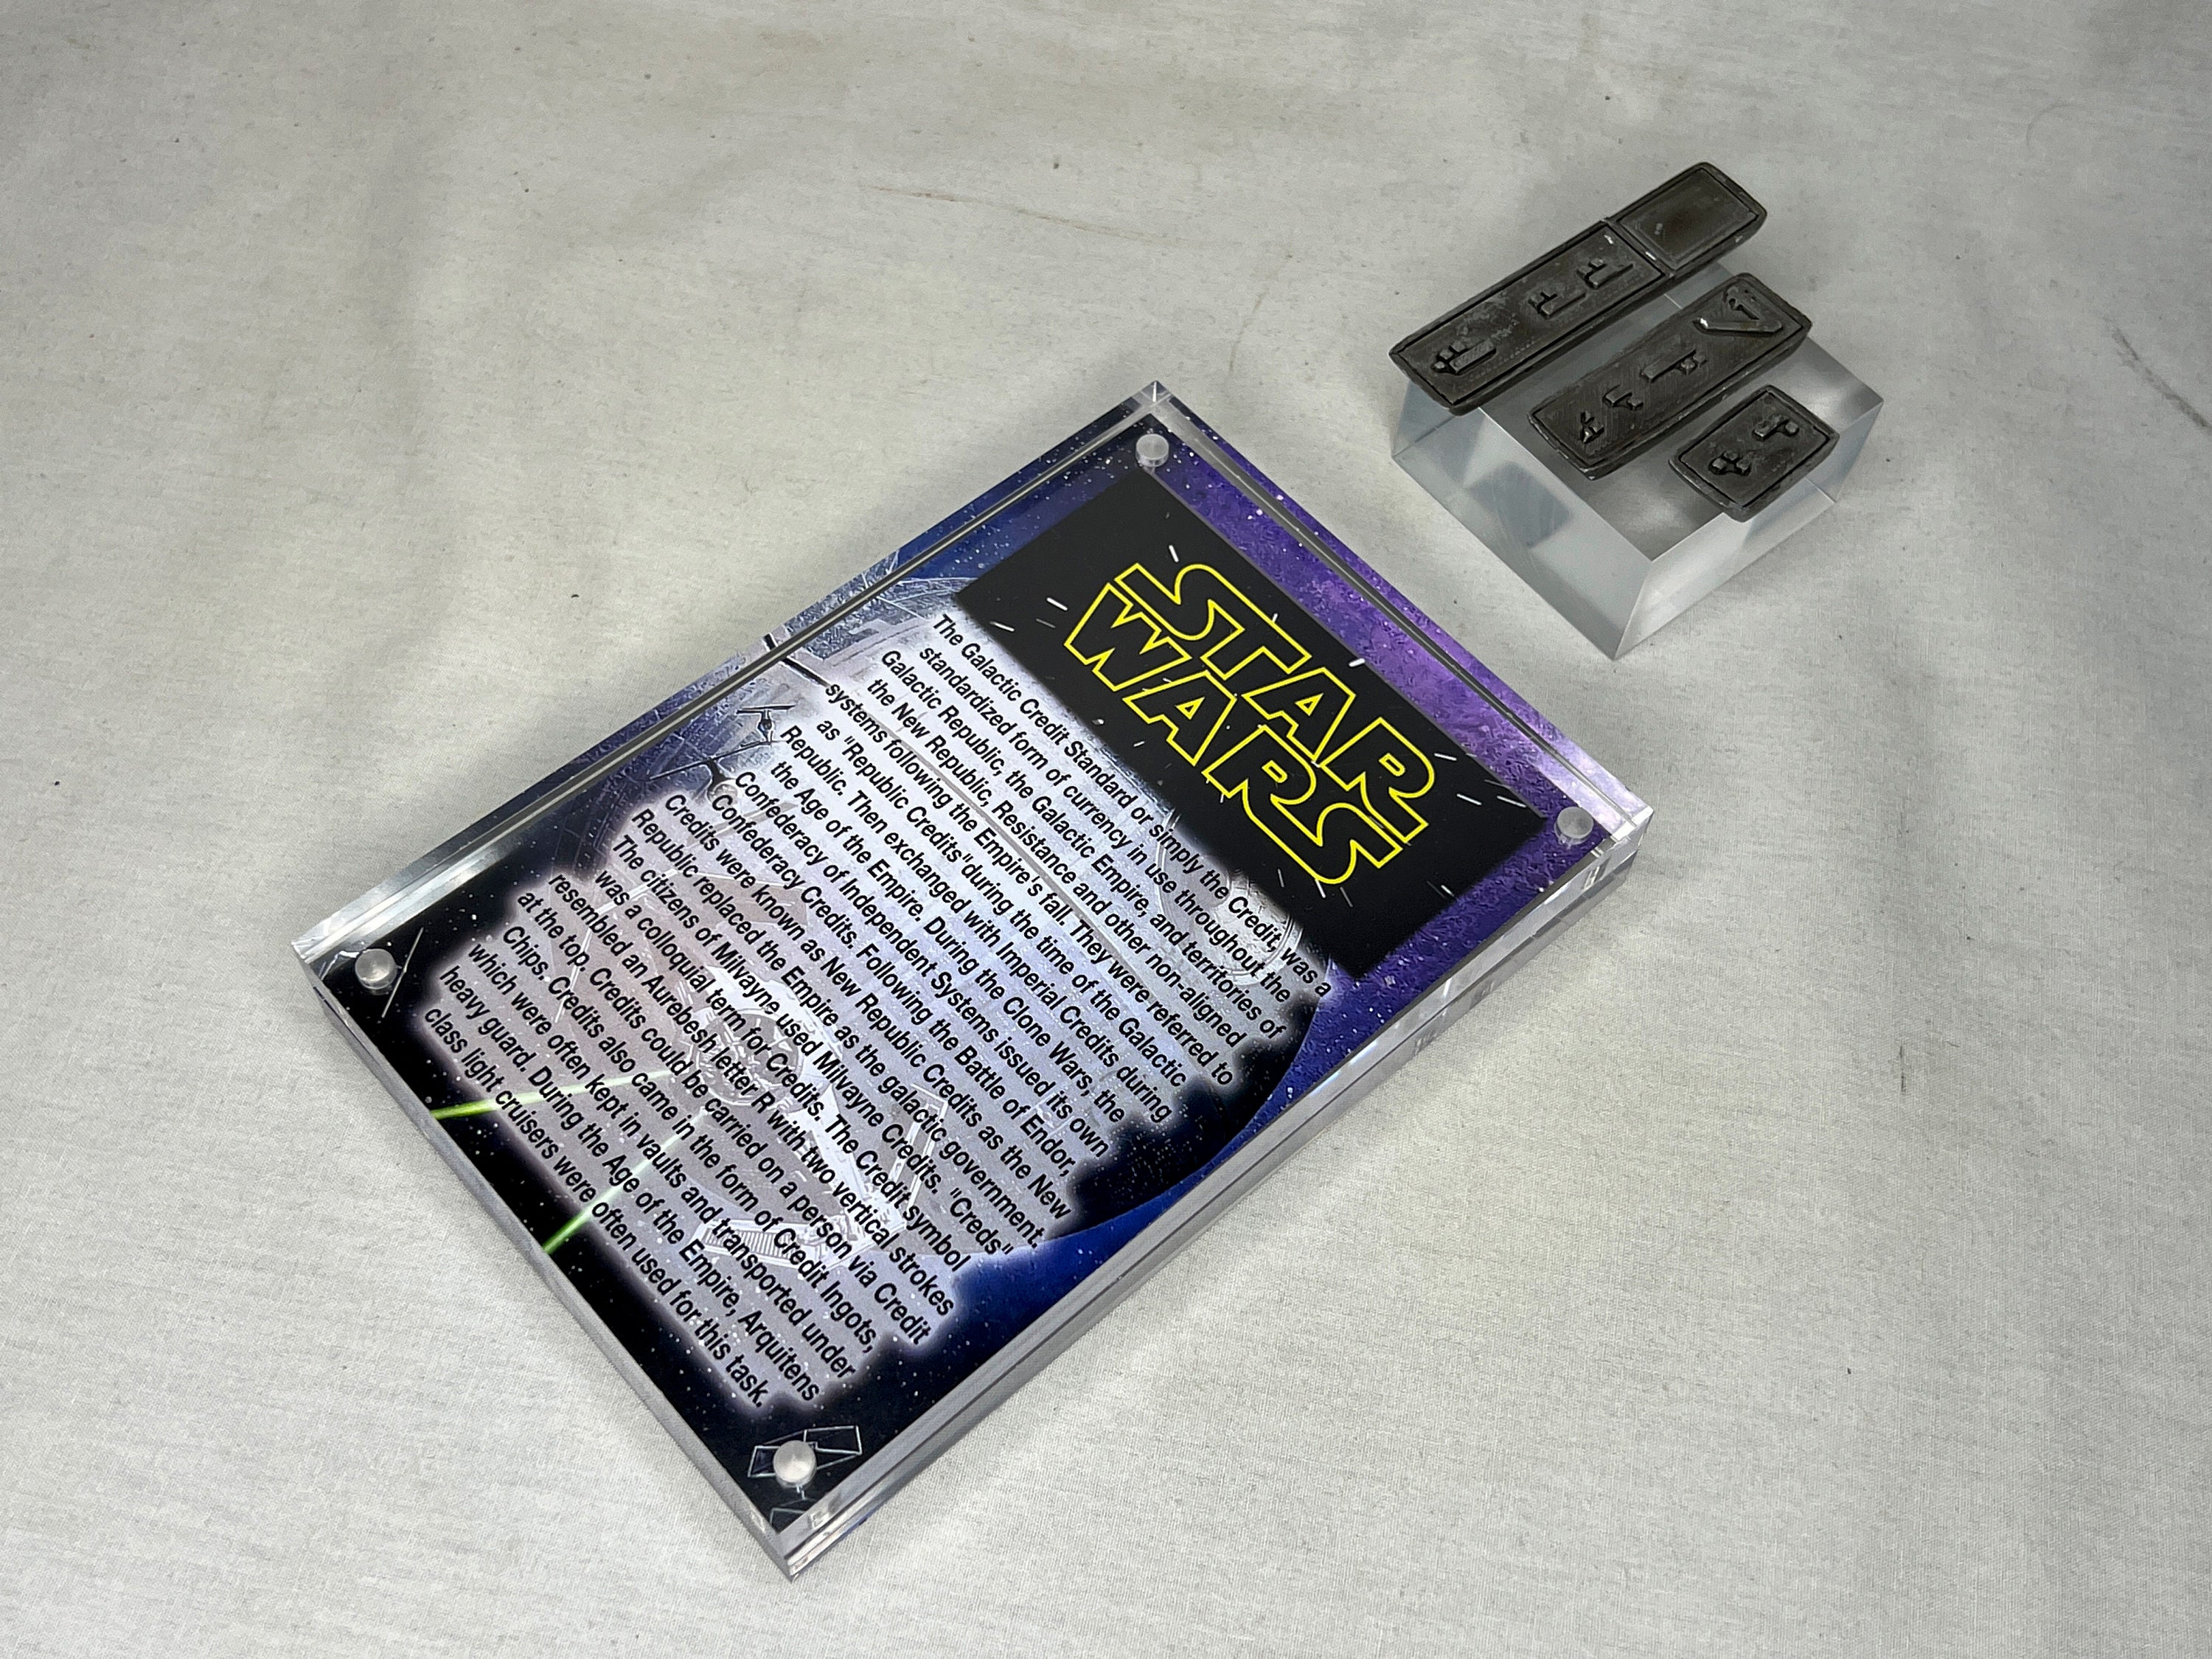 STAR
WARS
The Galactic Credit Standard or simply the Credit, was a
standardized form of currency in use throughout the
Galactic Republic, the Galactic Empire, and territories of
the New Republic, Resistance and other non-aligned
systems following the Empire's fall. They were referred to
as "Republic Credits"during the time of the Galactic
Republic. Then exchanged with Imperial Credits during
the Age of the Empire. During the Clone Wars, the
Confederacy of Independent Systems issued its own
Confederacy Credits. Following the Battle of Endor,
Credits were known as New Republic Credits as the New
Republic replaced the Empire as the galactic government.
The citizens of Milvayne used Milvayne Credits. "Creds"
was a colloquial term for Credits. The Credit symbol
resembled an Aurebesh letter R with two vertical strokes
at the top. Credits could be carried on a person via Credit
Chips. Credits also came in the form of Credit Ingots,
which were often kept in vaults and transported under
heavy guard. During the Age of the Empire, Arquitens
class light cruisers were often used for this task.